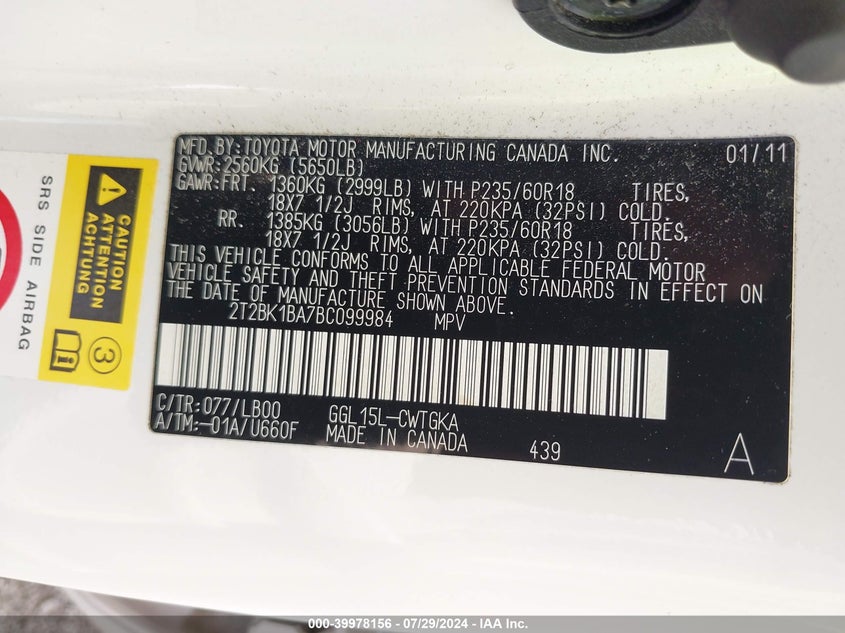 MFD. BY: TOYOTA MOTOR MANUFACTURING CANADA INC. 01/11
GVWR: 2560KG (5650LB)
GAWR: FRT. 1360KG (2999LB) WITH P235/60R18 TIRES,
18X7 1/2J RIMS, AT 220KPA (32PSI) COLD.
RR. 1385KG (3056LB) WITH P235/60R18 TIRES,
18X7 1/2J RIMS, AT 220KPA (32PSI) COLD.
THIS VEHICLE CONFORMS TO ALL APPLICABLE FEDERAL MOTOR
VEHICLE SAFETY AND THEFT PREVENTION STANDARDS IN EFFECT ON
THE DATE OF MANUFACTURE SHOWN ABOVE.
2T2BK1BA7BC099984 MPV
C/TR: 077/LB00 GGL15L-CWTGKA
A/TM: -01A/U660F MADE IN CANADA 439 A
SRS SIDE AIRBAG
CAUTION
ATTENTION
ACHTUNG
3
000-39978156 - 07/29/2024 - IAA Inc.